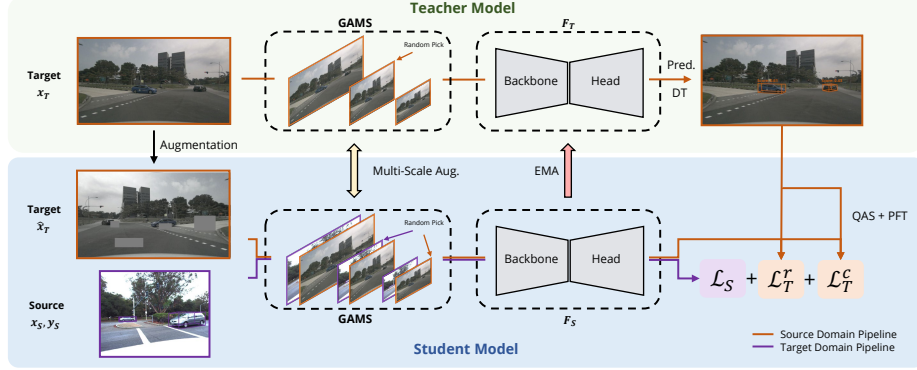 Teacher Model
GAMS
F_T
Target
x_T
Random Pick
Backbone
Head
Pred.
DT
Augmentation
Multi-Scale Aug.
EMA
QAS + PFT
Target
x̂_T
Random Pick
Backbone
Head
ℒ_S + ℒ_T^r + ℒ_T^c
Source
x_S, y_S
GAMS
F_S
Student Model
Source Domain Pipeline
Target Domain Pipeline